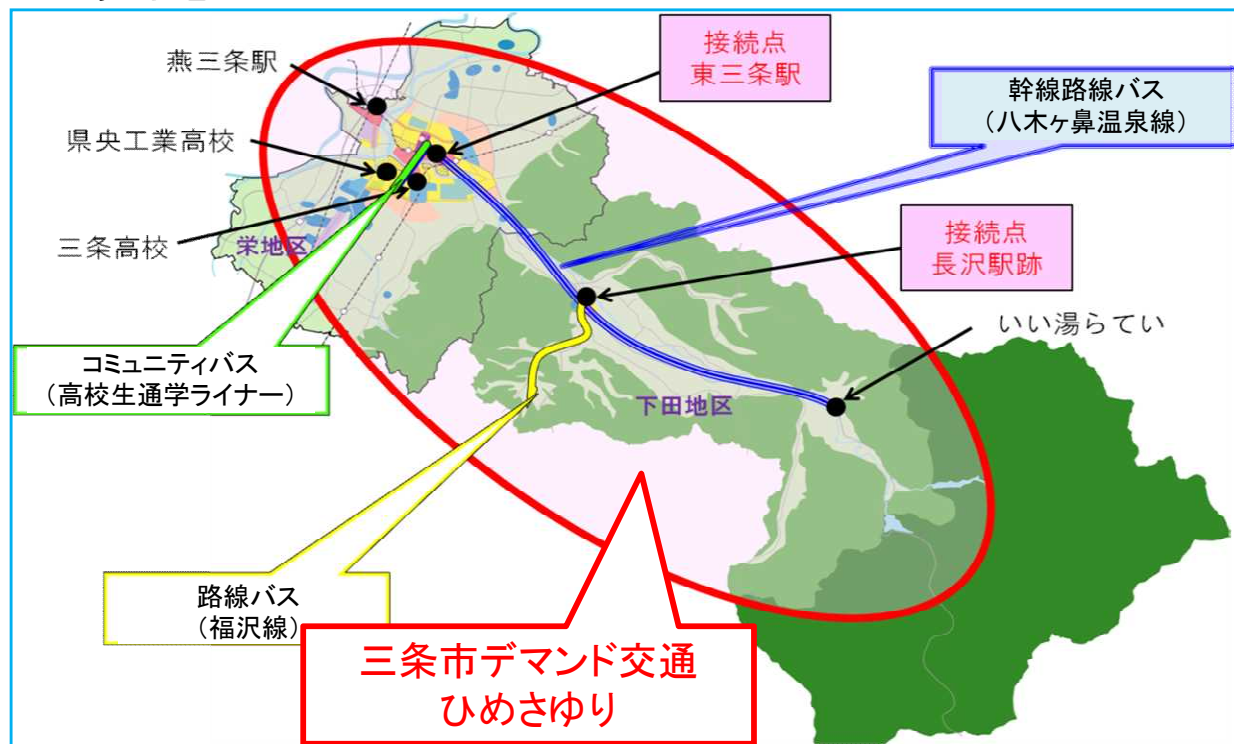 燕三条駅
接続点
東三条駅
幹線路線バス
(八木ヶ鼻温泉線)
県央工業高校
三条高校
栄地区
接続点
長沢駅跡
いい湯らてい
コミュニティバス
(高校生通学ライナー)
下田地区
路線バス
(福沢線)
三条市デマンド交通
ひめさゆり